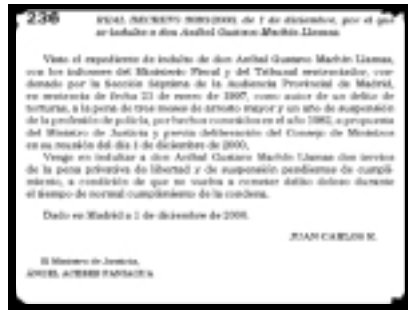 236 REAL DECRETO 3085/2000, de 1 de diciembre, por el que
se indulta a don Aníbal Gustavo Machín Llamas.
Visto el expediente de indulto de don Aníbal Gustavo Machín Llamas,
con los informes del Ministerio Fiscal y del Tribunal sentenciador, con-
denado por la Sección Séptima de la Audiencia Provincial de Madrid,
en sentencia de fecha 21 de enero de 1997, como autor de un delito de
torturas, a la pena de tres meses de arresto mayor y un año de suspensión
de la profesión de policía, por hechos cometidos en el año 1982, a propuesta
del Ministro de Justicia y previa deliberación del Consejo de Ministros
en su reunión del día 1 de diciembre de 2000,
Vengo en indultar a don Aníbal Gustavo Machín Llamas dos tercios
de la pena privativa de libertad y de suspensión pendientes de cumpli-
miento, a condición de que no vuelva a cometer delito doloso durante
el tiempo de normal cumplimiento de la condena.
Dado en Madrid a 1 de diciembre de 2000.
JUAN CARLOS R.
El Ministro de Justicia,
ÁNGEL ACEBES PANIAGUA